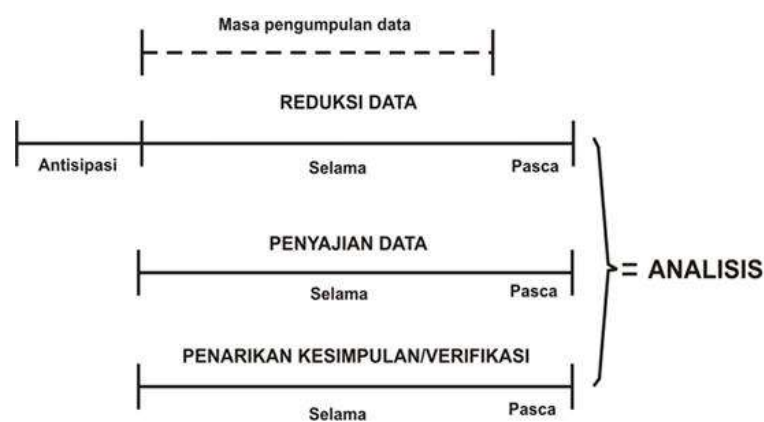 Masa pengumpulan data
REDUKSI DATA
Antisipasi Selama Pasca
PENYAJIAN DATA
Selama Pasca
= ANALISIS
PENARIKAN KESIMPULAN/VERIFIKASI
Selama Pasca